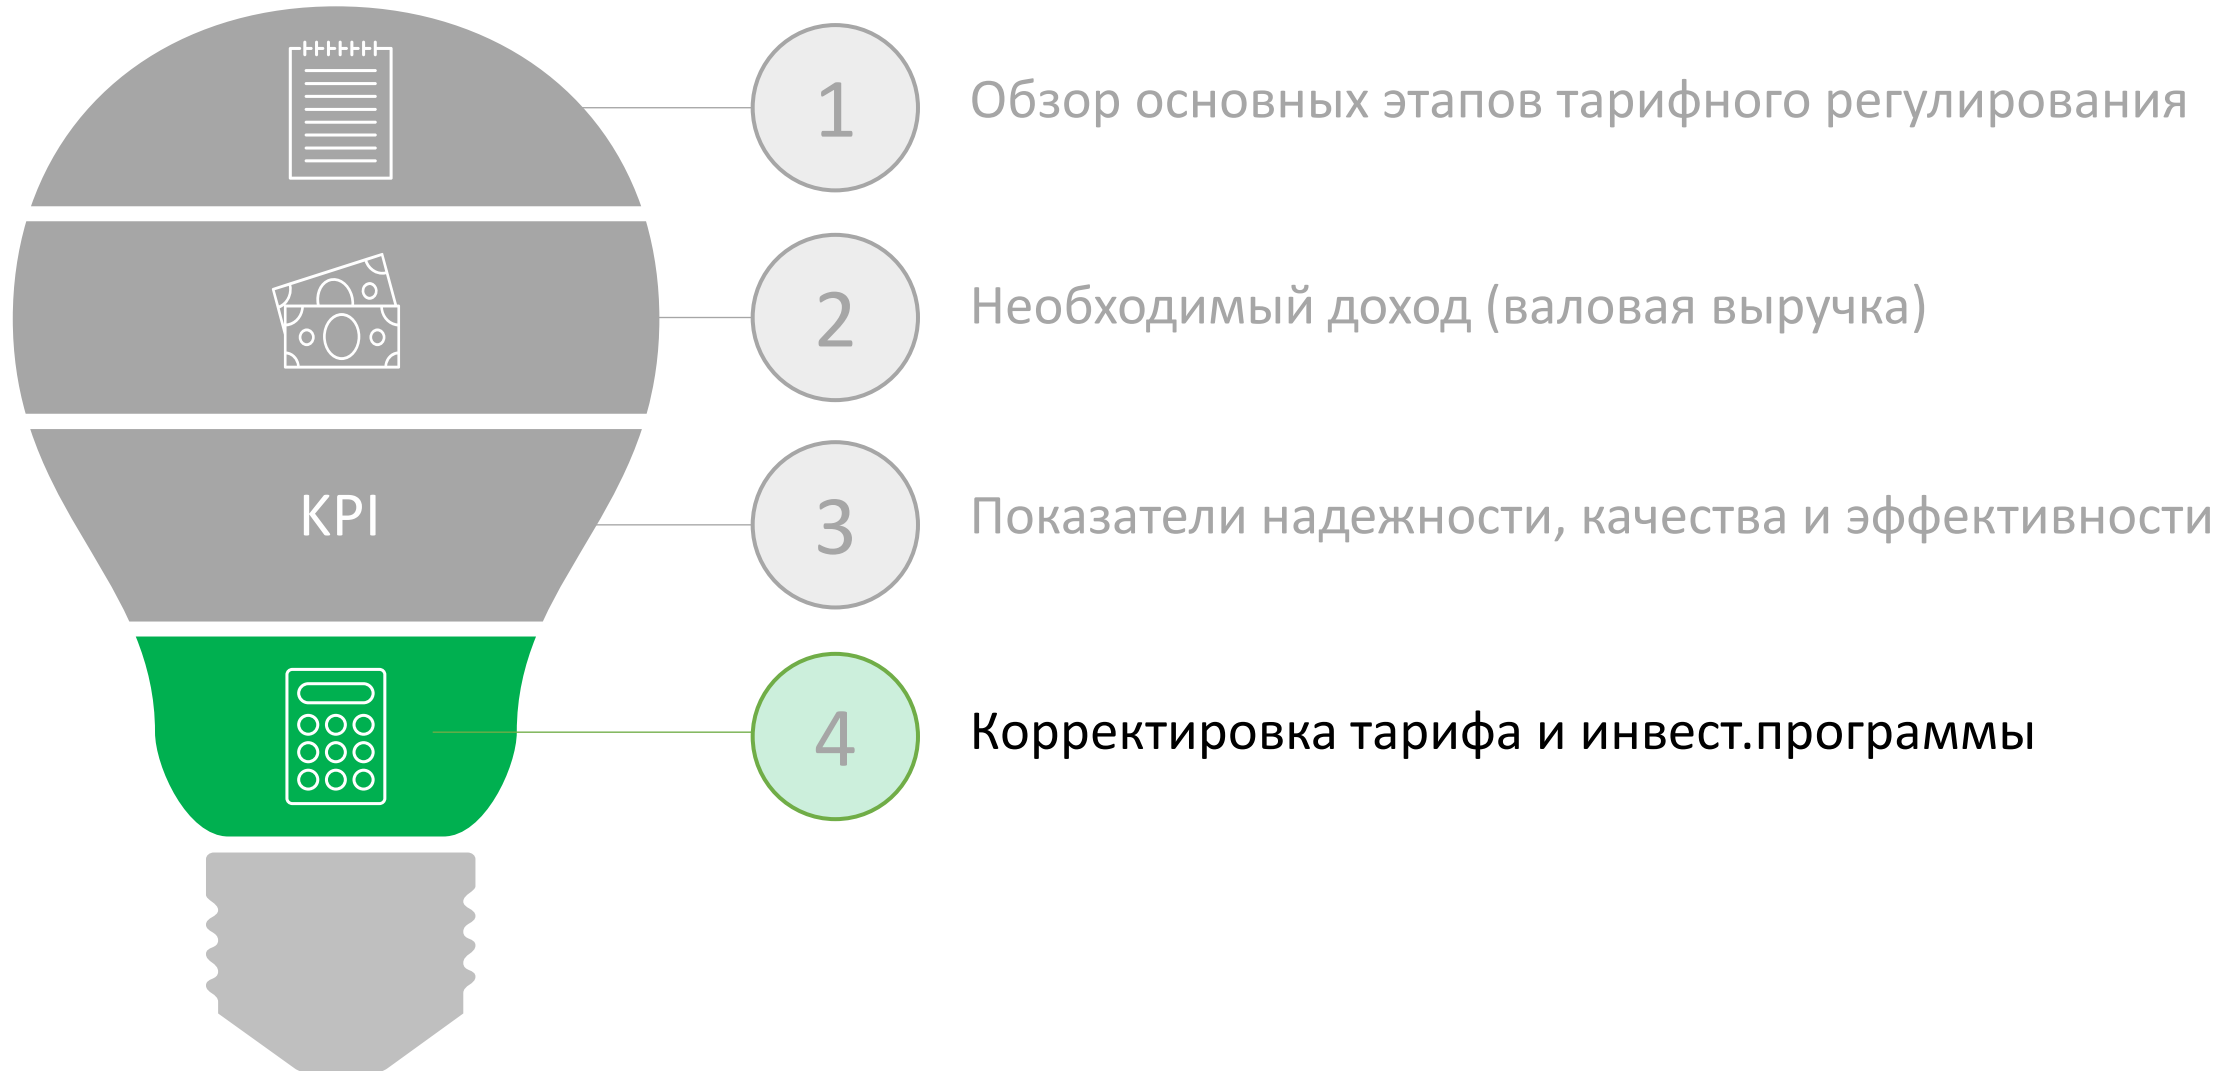 1
Обзор основных этапов тарифного регулирования
2
Необходимый доход (валовая выручка)
KPI
3
Показатели надежности, качества и эффективности
4
Корректировка тарифа и инвест.программы